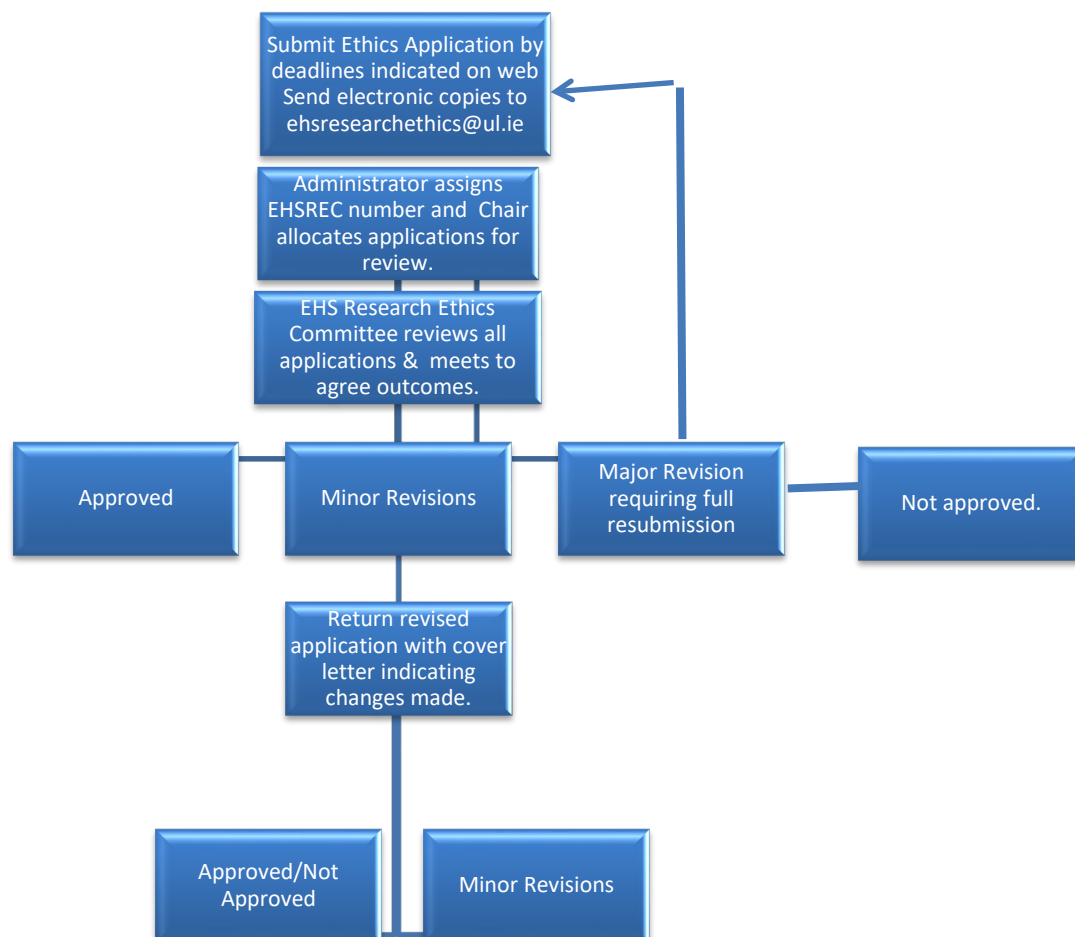 Submit Ethics Application by
deadlines indicated on web
Send electronic copies to
ehsresearchethics@ul.ie
Administrator assigns
EHSREC number and  Chair
allocates applications for
review.
EHS Research Ethics
Committee reviews all
applications &  meets to
agree outcomes.
Approved
Minor Revisions
Major Revision
requiring full
resubmission
Not approved.
Return revised
application with cover
letter indicating
changes made.
Approved/Not
Approved
Minor Revisions